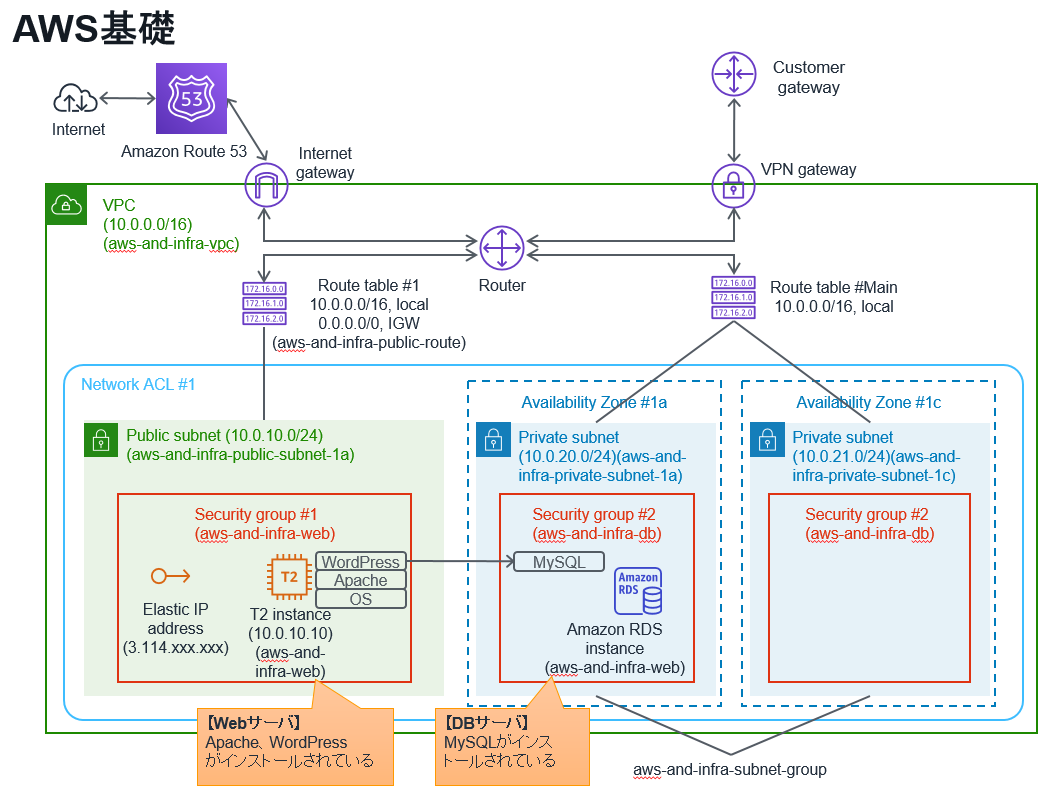 AWS基礎
Internet
53
Amazon Route 53
Internet
gateway
Customer
gateway
VPN gateway
VPC
(10.0.0.0/16)
(aws-and-infra-vpc)
Router
172.16.0.0
172.16.1.0
172.16.2.0
Route table #1
10.0.0.0/16, local
0.0.0.0/0, IGW
(aws-and-infra-public-route)
172.16.0.0
172.16.1.0
172.16.2.0
Route table #Main
10.0.0.0/16, local
Network ACL #1
Availability Zone #1a
Availability Zone #1c
Public subnet (10.0.10.0/24)
(aws-and-infra-public-subnet-1a)
Private subnet
(10.0.20.0/24)(aws-and-
infra-private-subnet-1a)
Private subnet
(10.0.21.0/24)(aws-and-
infra-private-subnet-1c)
Security group #1
(aws-and-infra-web)
Security group #2
(aws-and-infra-db)
Security group #2
(aws-and-infra-db)
Elastic IP
address
(3.114.xxx.xxx)
T2
WordPress
Apache
OS
T2 instance
(10.0.10.10)
(aws-and-
infra-web)
MySQL
Amazon
RDS
Amazon RDS
instance
(aws-and-infra-web)
【Webサーバ】
Apache、WordPress
がインストールされている
【DBサーバ】
MySQLがインス
トールされている
aws-and-infra-subnet-group